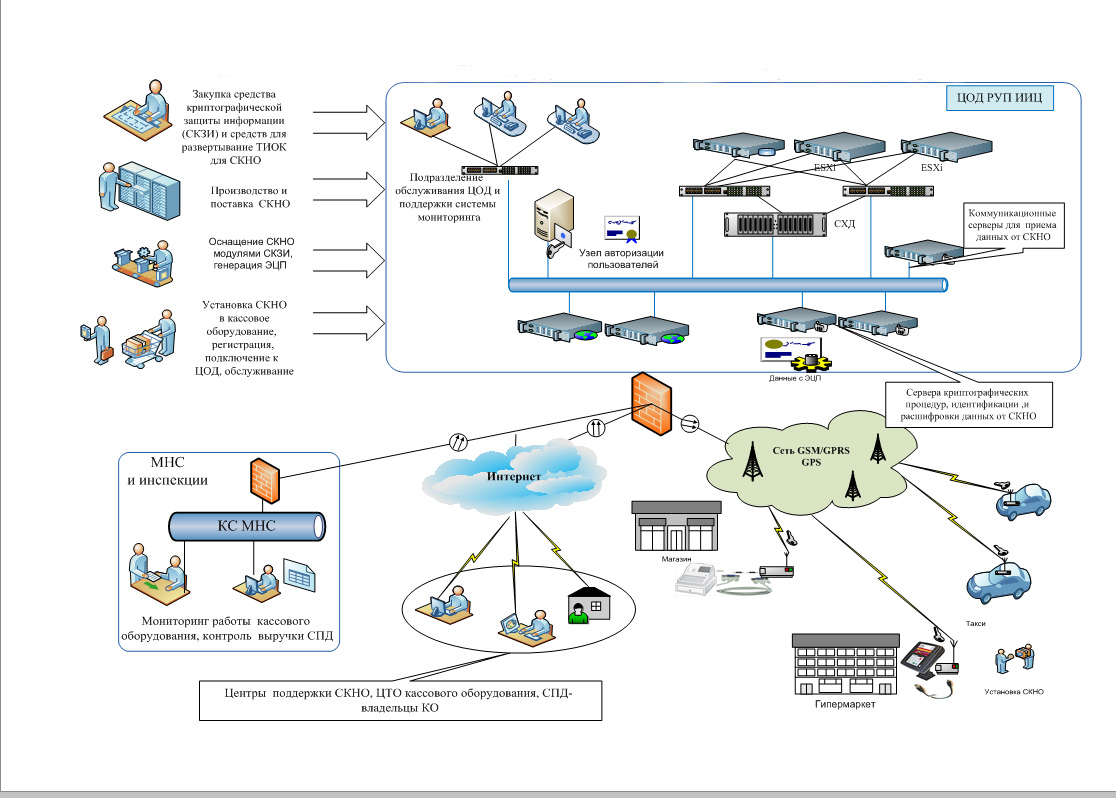 Закупка средства
криптографической
защиты информации
(СКЗИ) и средств для
развертывание ТИОК
для СКНО
Производство и
поставка СКНО
Оснащение СКНО
модулями СКЗИ,
генерация ЭЦП
Установка СКНО
в кассовое
оборудование,
регистрация,
подключение к
ЦОД, обслуживание
ЦОД РУП ИИЦ
Подразделение
обслуживания ЦОД и
поддержки системы
мониторинга
Узел авторизации
пользователей
ESXi
ESXi
СХД
Коммуникационные
серверы для приема
данных от СКНО
Данные с ЭЦП
Сервера криптографических
процедур, идентификации ,и
расшифровки данных от СКНО
МНС
и инспекции
КС МНС
Мониторинг работы кассового
оборудования, контроль выручки СПД
Интернет
Центры поддержки СКНО, ЦТО кассового оборудования, СПД-
владельцы КО
Сеть GSM/GPRS
GPS
Магазин
Такси
Гипермаркет
Установка СКНО